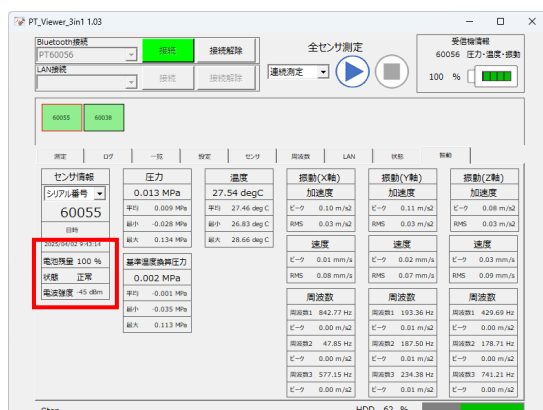 PT_Viewer_3in1 1.03
Bluetooth接続
PT60056 接続 接続解除
LAN接続
接続 接続解除
全センサ測定
連続測定
受信機情報
60056 圧力・温度・振動
100 %
60055 60038
測定 ログ 一覧 設定 センサ 周波数 LAN 状態 振動
センサ情報
シリアル番号
60055
日時
2025/04/02 9:43:14
電池残量 100 %
状態 正常
電波強度 -45 dBm
圧力
0.013 MPa
平均 0.009 MPa
最小 -0.028 MPa
最大 0.134 MPa
基準温度換算圧力
0.002 MPa
平均 -0.001 MPa
最小 -0.035 MPa
最大 0.113 MPa
温度
27.54 degC
平均 27.46 deg C
最小 26.83 deg C
最大 28.66 deg C
振動(X軸)
加速度
ピーク 0.10 m/s2
RMS 0.03 m/s2
速度
ピーク 0.01 mm/s
RMS 0.08 mm/s
周波数
周波数1 842.77 Hz
ピーク 0.00 m/s2
周波数2 47.85 Hz
ピーク 0.00 m/s2
周波数3 577.15 Hz
ピーク 0.00 m/s2
振動(Y軸)
加速度
ピーク 0.11 m/s2
RMS 0.03 m/s2
速度
ピーク 0.02 mm/s
RMS 0.07 mm/s
周波数
周波数1 193.36 Hz
ピーク 0.01 m/s2
周波数2 187.50 Hz
ピーク 0.01 m/s2
周波数3 234.38 Hz
ピーク 0.01 m/s2
振動(Z軸)
加速度
ピーク 0.08 m/s2
RMS 0.03 m/s2
速度
ピーク 0.03 mm/s
RMS 0.09 mm/s
周波数
周波数1 429.69 Hz
ピーク 0.00 m/s2
周波数2 178.71 Hz
ピーク 0.00 m/s2
周波数3 741.21 Hz
ピーク 0.00 m/s2
HDD 62 %